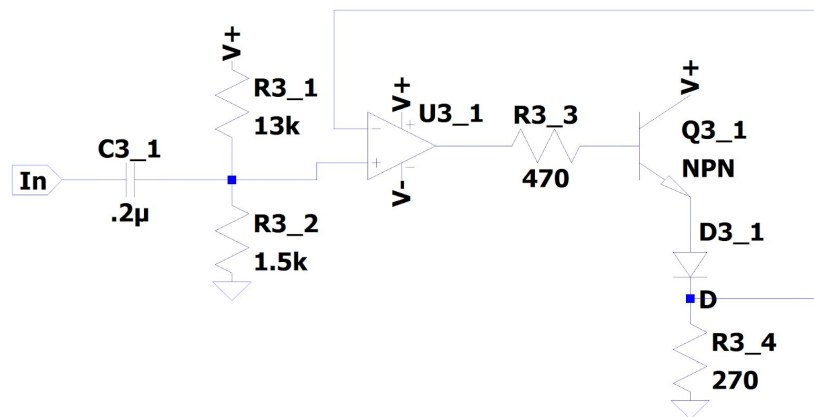 V+
R3_1
13k
C3_1
In
.2µ
R3_2
1.5k
V+
U3_1
V-
R3_3
470
V+
Q3_1
NPN
D3_1
D
R3_4
270